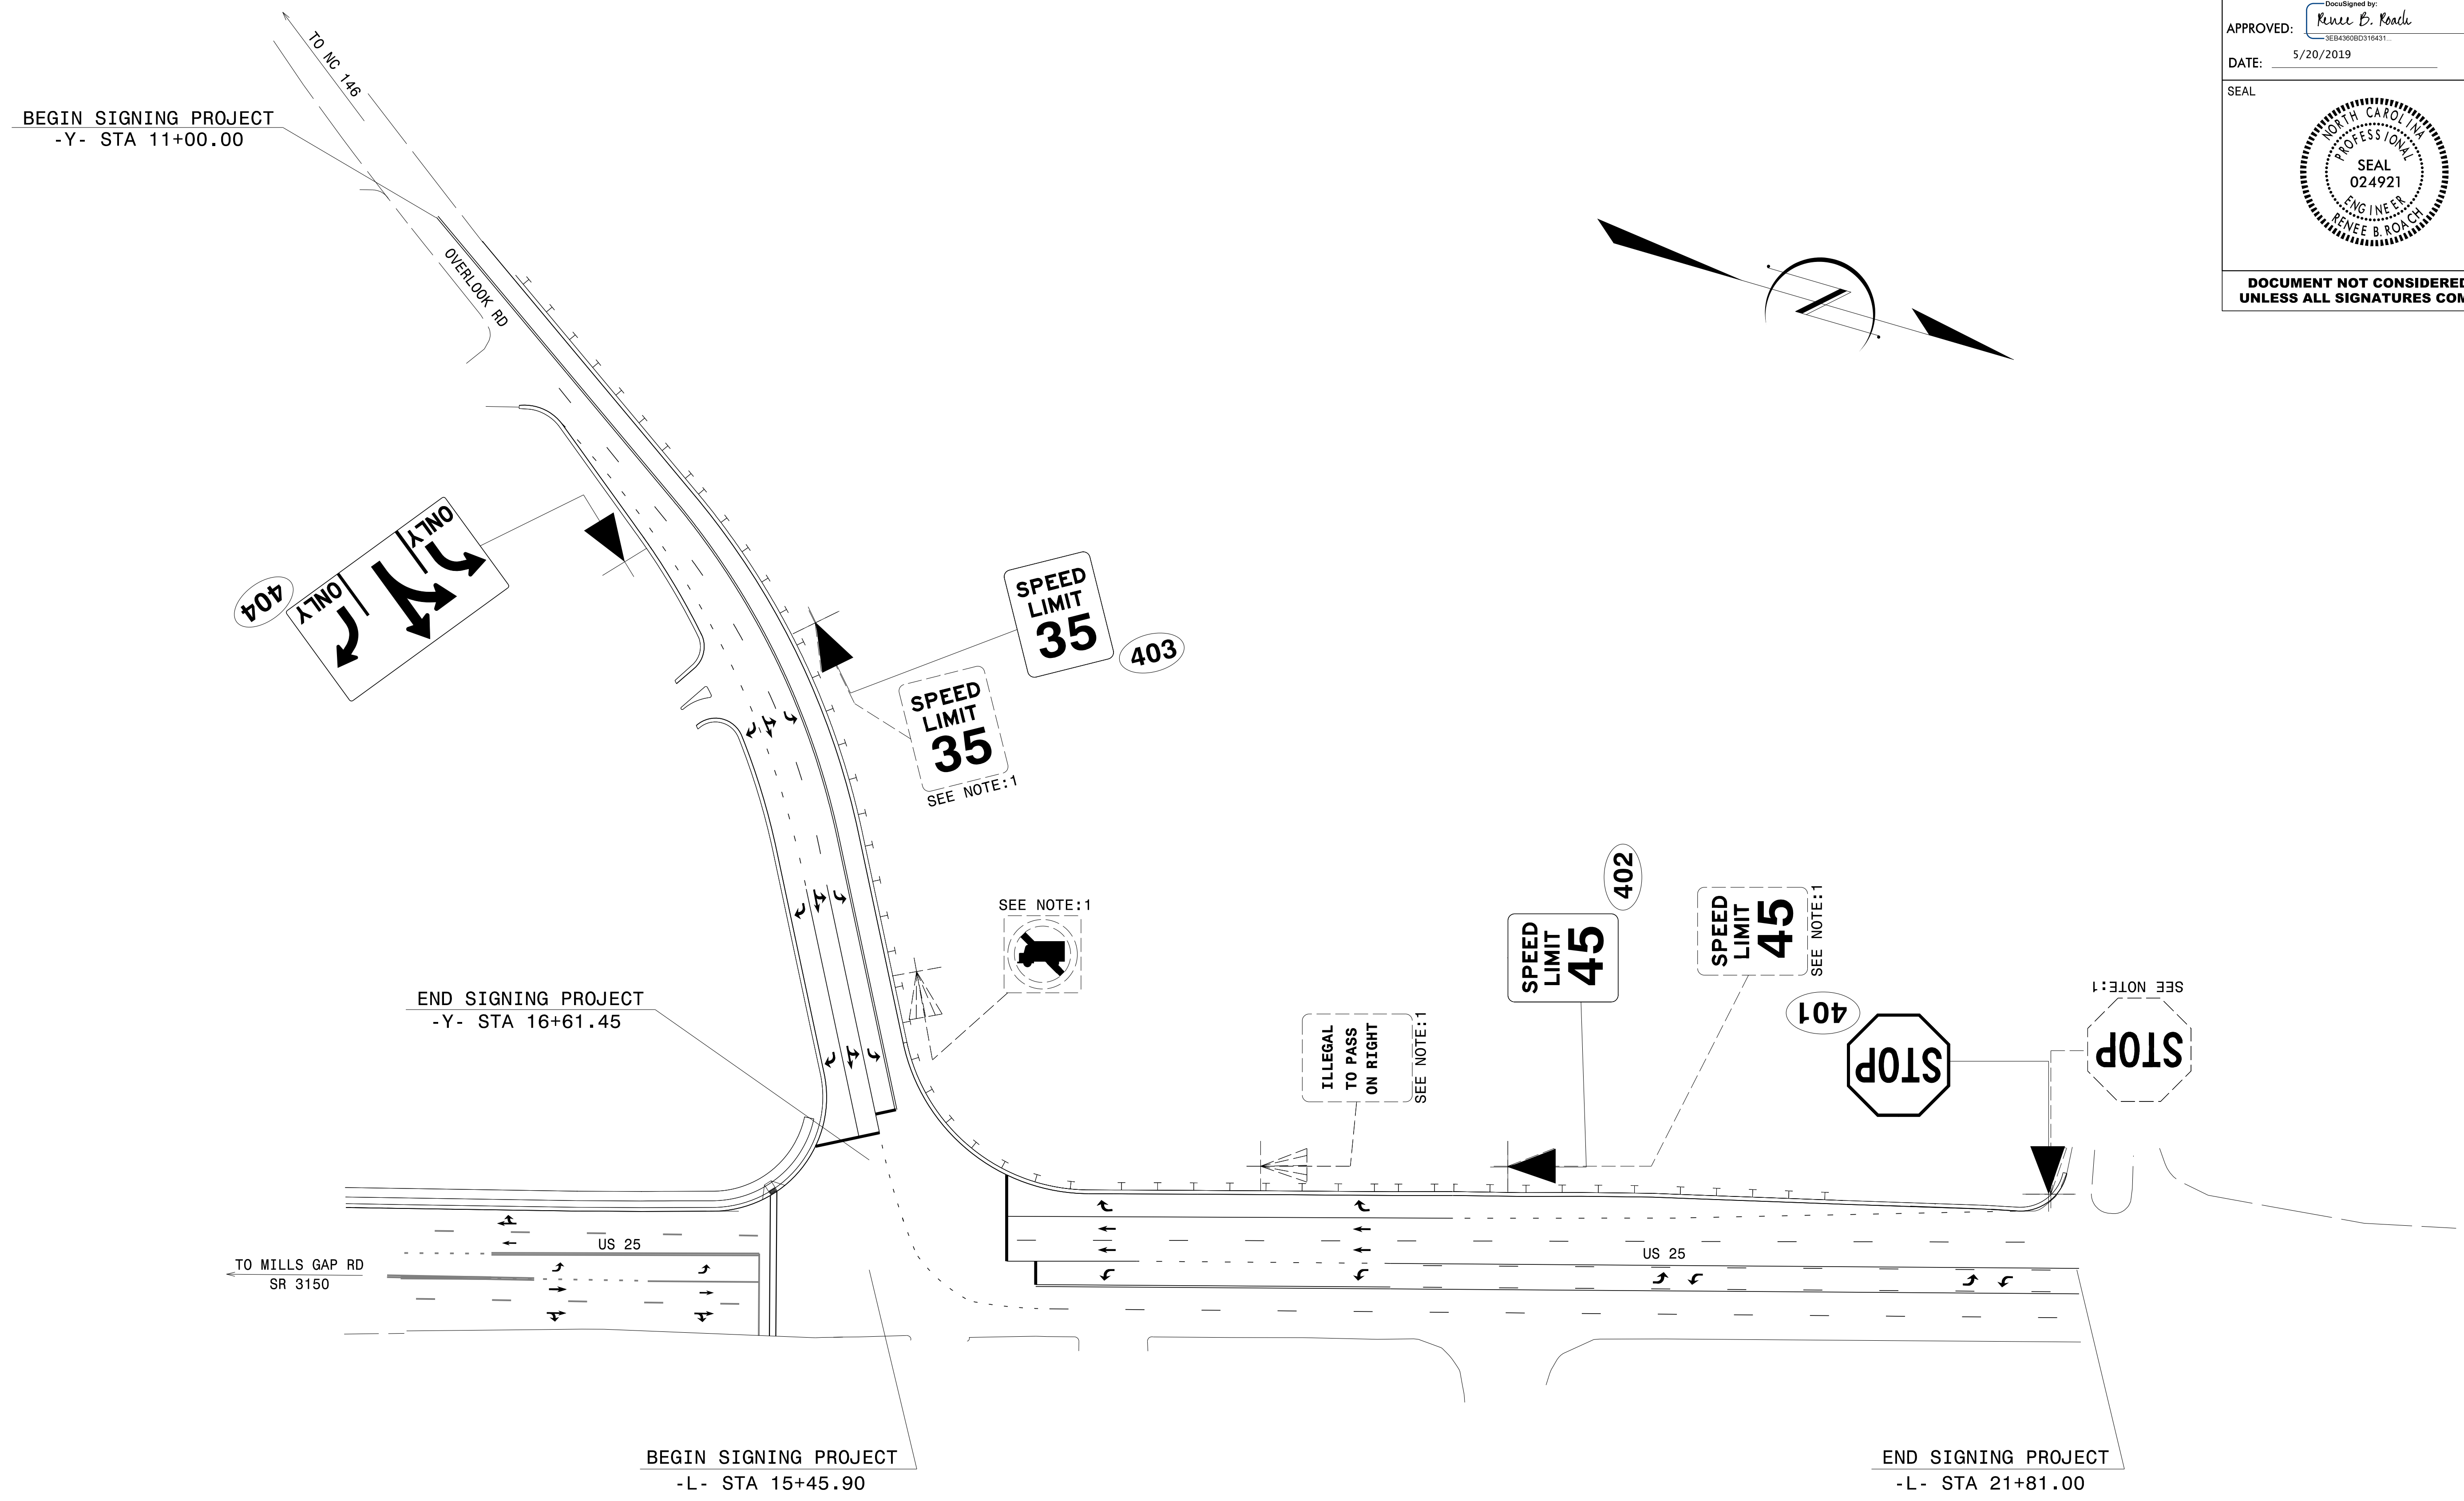 DocuSigned by:
APPROVED: Renee B. Roach
3EB4360BD316431...
DATE: 5/20/2019
SEAL
NORTH CAROLINA
PROFESSIONAL
SEAL
024921
ENGINEER
RENEE B. ROACH
DOCUMENT NOT CONSIDERED
UNLESS ALL SIGNATURES COM
TO NC 146
BEGIN SIGNING PROJECT
-Y- STA 11+00.00
OVERLOOK RD
ONLY
ONLY
404
SPEED
LIMIT
35
403
SPEED
LIMIT
35
SEE NOTE:1
SEE NOTE:1
END SIGNING PROJECT
-Y- STA 16+61.45
ILLEGAL
TO PASS
ON RIGHT
SEE NOTE:1
402
SPEED
LIMIT
45
SPEED
LIMIT
45
SEE NOTE:1
401
STOP
SEE NOTE:1
STOP
US 25
US 25
TO MILLS GAP RD
SR 3150
BEGIN SIGNING PROJECT
-L- STA 15+45.90
END SIGNING PROJECT
-L- STA 21+81.00